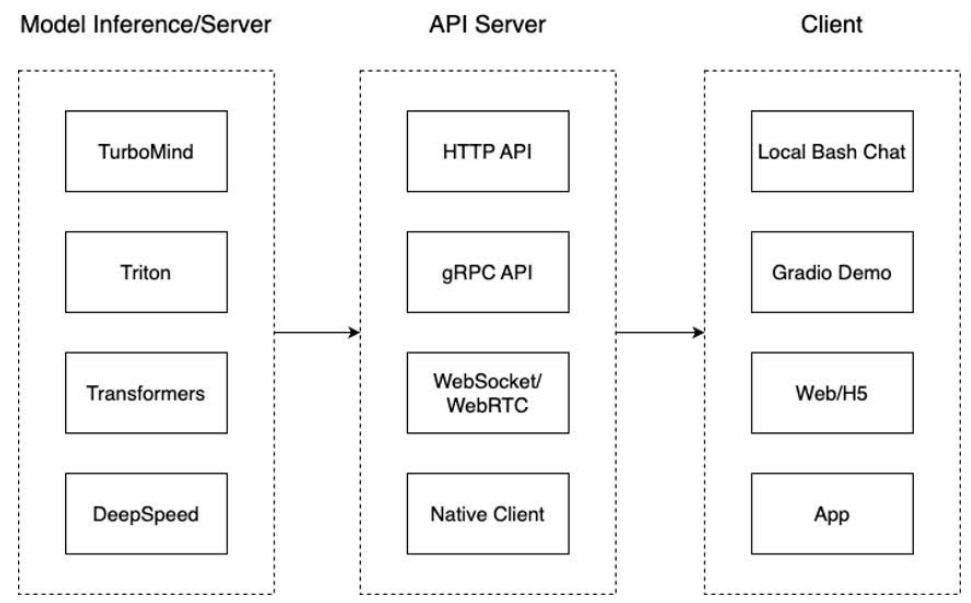 Model Inference/Server
API Server
Client
TurboMind
HTTP API
Local Bash Chat
Triton
gRPC API
Gradio Demo
Transformers
WebSocket/
WebRTC
Web/H5
DeepSpeed
Native Client
App